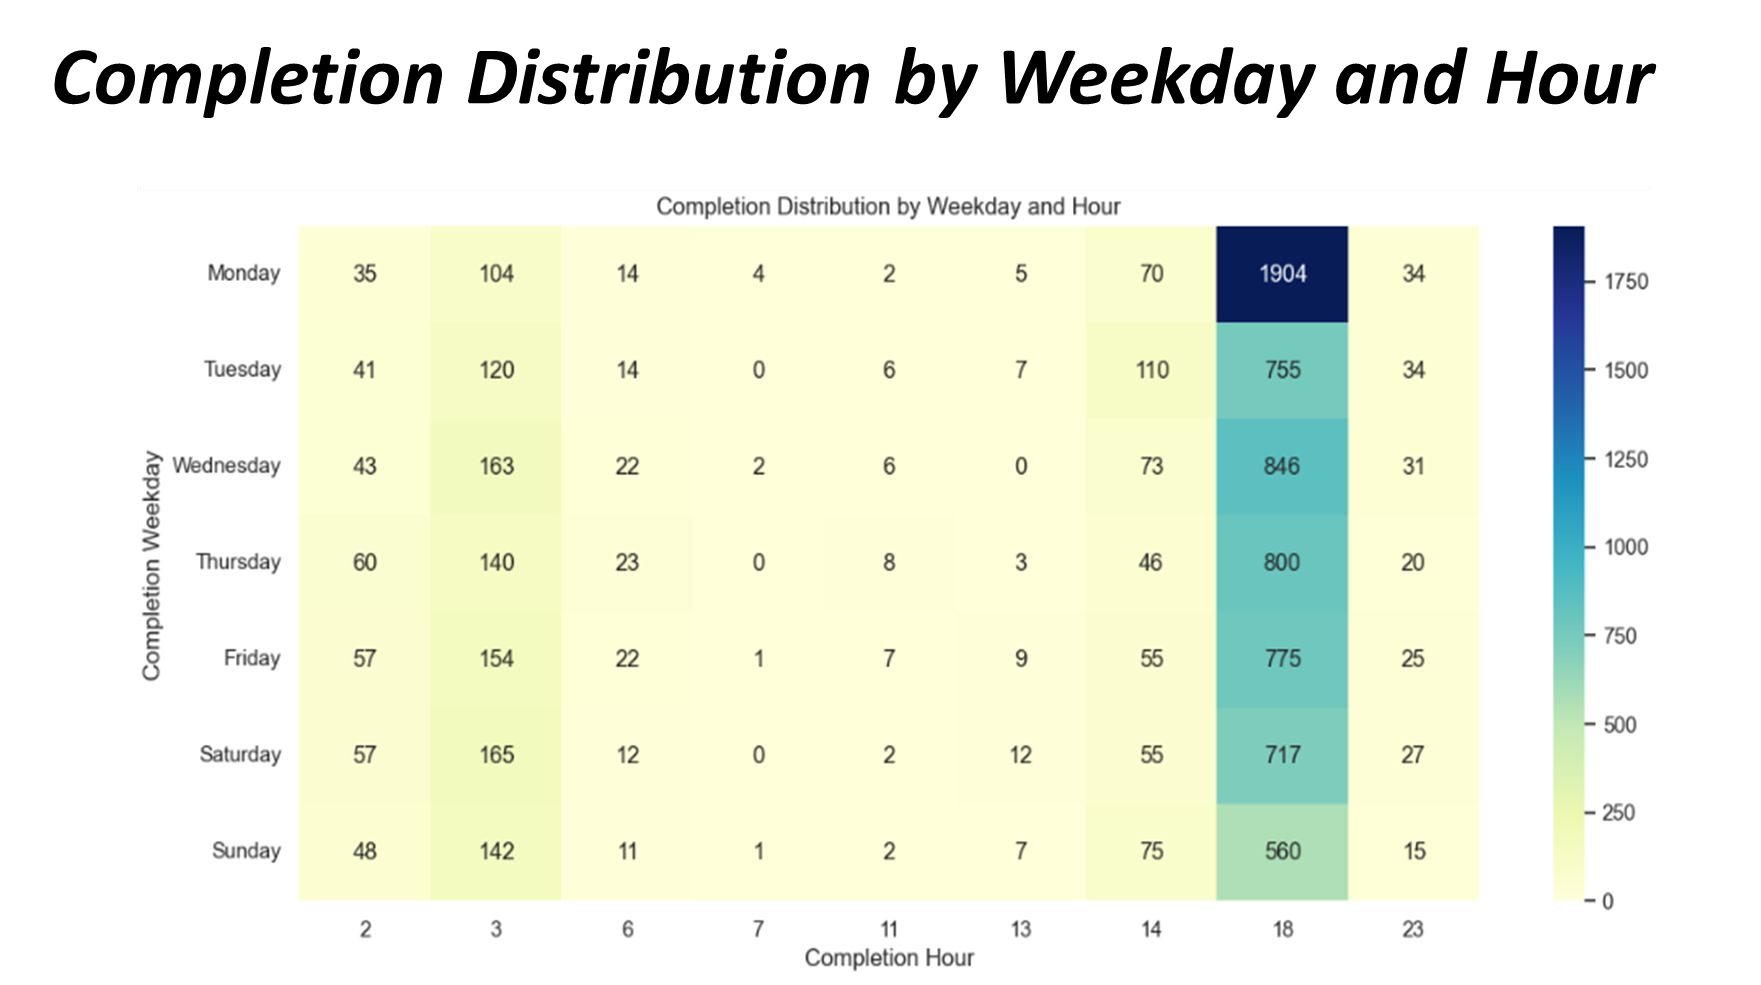 Completion Distribution by Weekday and Hour
Completion Distribution by Weekday and Hour
Monday 35 104 14 4 2 5 70 1904 34
Tuesday 41 120 14 0 6 7 110 755 34
Wednesday 43 163 22 2 6 0 73 846 31
Thursday 60 140 23 0 8 3 46 800 20
Friday 57 154 22 1 7 9 55 775 25
Saturday 57 165 12 0 2 12 55 717 27
Sunday 48 142 11 1 2 7 75 560 15
2 3 6 7 11 13 14 18 23
Completion Hour
Completion Weekday
1750
1500
1250
1000
750
500
250
0